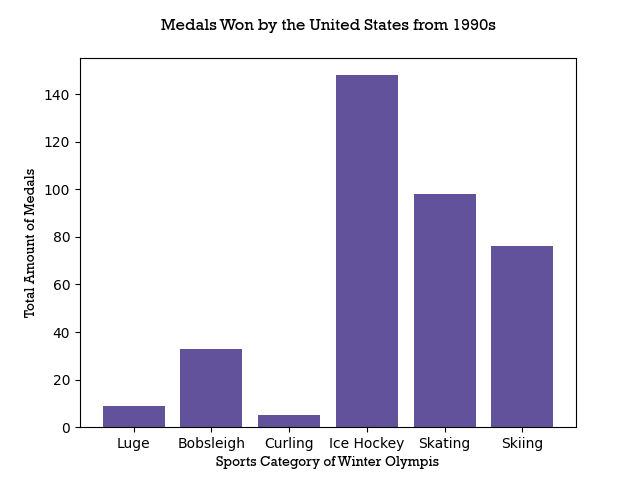 Medals Won by the United States from 1990s
Total Amount of Medals
140
120
100
80
60
40
20
0
Luge Bobsleigh Curling Ice Hockey Skating Skiing
Sports Category of Winter Olympis